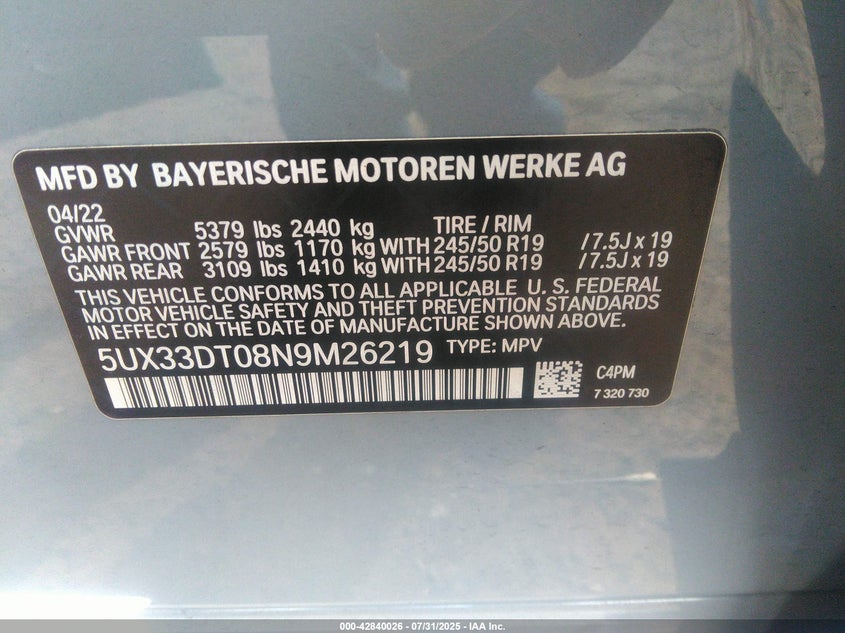 MFD BY BAYERISCHE MOTOREN WERKE AG
04/22
GVWR 5379 lbs 2440 kg TIRE / RIM
GAWR FRONT 2579 lbs 1170 kg WITH 245/50 R19 / 7.5J x 19
GAWR REAR 3109 lbs 1410 kg WITH 245/50 R19 / 7.5J x 19
THIS VEHICLE CONFORMS TO ALL APPLICABLE U. S. FEDERAL
MOTOR VEHICLE SAFETY AND THEFT PREVENTION STANDARDS
IN EFFECT ON THE DATE OF MANUFACTURE SHOWN ABOVE.
5UX33DT08N9M26219 TYPE: MPV
C4PM
7 320 730
000-42840026 - 07/31/2025 - IAA Inc.